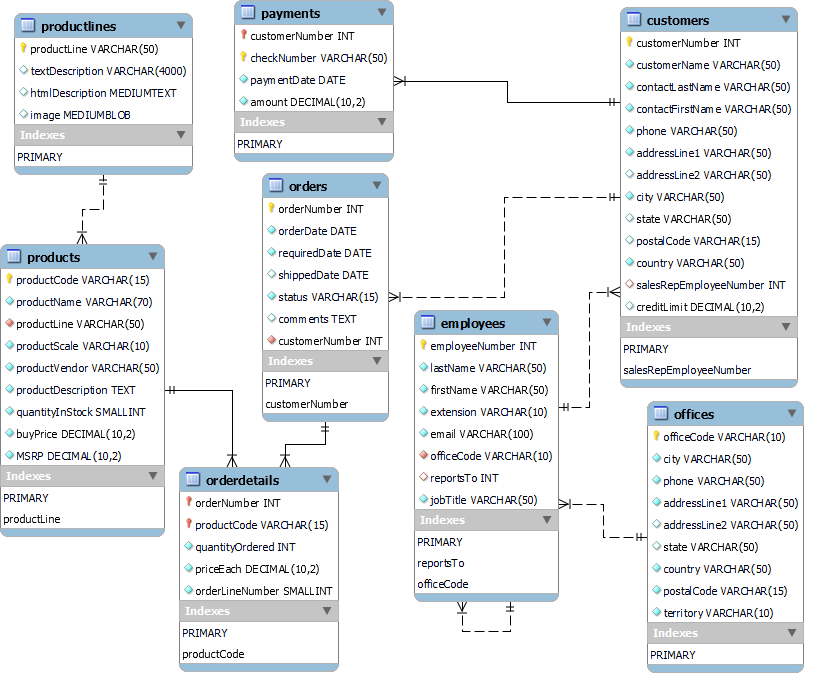 productlines
productLine VARCHAR(50)
textDescription VARCHAR(4000)
htmlDescription MEDIUMTEXT
image MEDIUMBLOB
Indexes
PRIMARY
payments
customerNumber INT
checkNumber VARCHAR(50)
paymentDate DATE
amount DECIMAL(10,2)
Indexes
PRIMARY
customers
customerNumber INT
customerName VARCHAR(50)
contactLastName VARCHAR(50)
contactFirstName VARCHAR(50)
phone VARCHAR(50)
addressLine1 VARCHAR(50)
addressLine2 VARCHAR(50)
city VARCHAR(50)
state VARCHAR(50)
postalCode VARCHAR(15)
country VARCHAR(50)
salesRepEmployeeNumber INT
creditLimit DECIMAL(10,2)
Indexes
PRIMARY
salesRepEmployeeNumber
orders
orderNumber INT
orderDate DATE
requiredDate DATE
shippedDate DATE
status VARCHAR(15)
comments TEXT
customerNumber INT
Indexes
PRIMARY
customerNumber
products
productCode VARCHAR(15)
productName VARCHAR(70)
productLine VARCHAR(50)
productScale VARCHAR(10)
productVendor VARCHAR(50)
productDescription TEXT
quantityInStock SMALLINT
buyPrice DECIMAL(10,2)
MSRP DECIMAL(10,2)
Indexes
PRIMARY
productLine
employees
employeeNumber INT
lastName VARCHAR(50)
firstName VARCHAR(50)
extension VARCHAR(10)
email VARCHAR(100)
officeCode VARCHAR(10)
reportsTo INT
jobTitle VARCHAR(50)
Indexes
PRIMARY
reportsTo
officeCode
offices
officeCode VARCHAR(10)
city VARCHAR(50)
phone VARCHAR(50)
addressLine1 VARCHAR(50)
addressLine2 VARCHAR(50)
state VARCHAR(50)
country VARCHAR(50)
postalCode VARCHAR(15)
territory VARCHAR(10)
Indexes
PRIMARY
orderdetails
orderNumber INT
productCode VARCHAR(15)
quantityOrdered INT
priceEach DECIMAL(10,2)
orderLineNumber SMALLINT
Indexes
PRIMARY
productCode